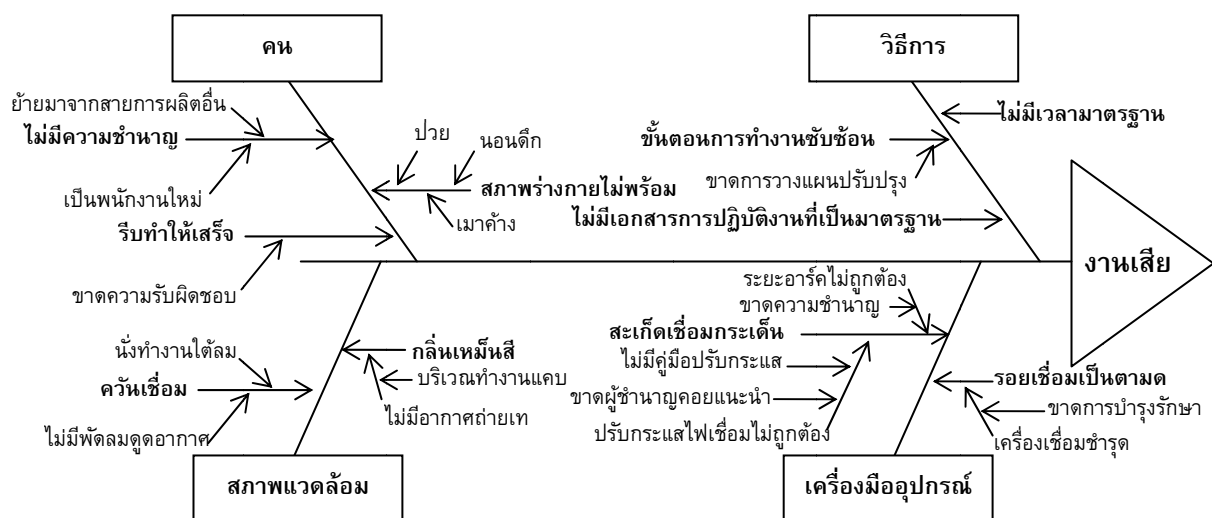 คน
วิธีการ
ย้ายมาจากสายการผลิตอื่น
ไม่มีความชำนาญ
เป็นพนักงานใหม่
ป่วย
นอนดึก
สภาพร่างกายไม่พร้อม
เมาค้าง
รีบทำให้เสร็จ
ขาดความรับผิดชอบ
ไม่มีเวลามาตรฐาน
ขั้นตอนการทำงานซับซ้อน
ขาดการวางแผนปรับปรุง
ไม่มีเอกสารการปฏิบัติงานที่เป็นมาตรฐาน
งานเสีย
นั่งทำงานใต้ลม
ควันเชื่อม
ไม่มีพัดลมดูดอากาศ
กลิ่นเหม็นสี
บริเวณทำงานแคบ
ไม่มีอากาศถ่ายเท
ระยะอาร์คไม่ถูกต้อง
ขาดความชำนาญ
สะเก็ดเชื่อมกระเด็น
ไม่มีคู่มือปรับกระแส
ขาดผู้ชำนาญคอยแนะนำ
ปรับกระแสไฟเชื่อมไม่ถูกต้อง
รอยเชื่อมเป็นตามด
ขาดการบำรุงรักษา
เครื่องเชื่อมชำรุด
สภาพแวดล้อม
เครื่องมืออุปกรณ์